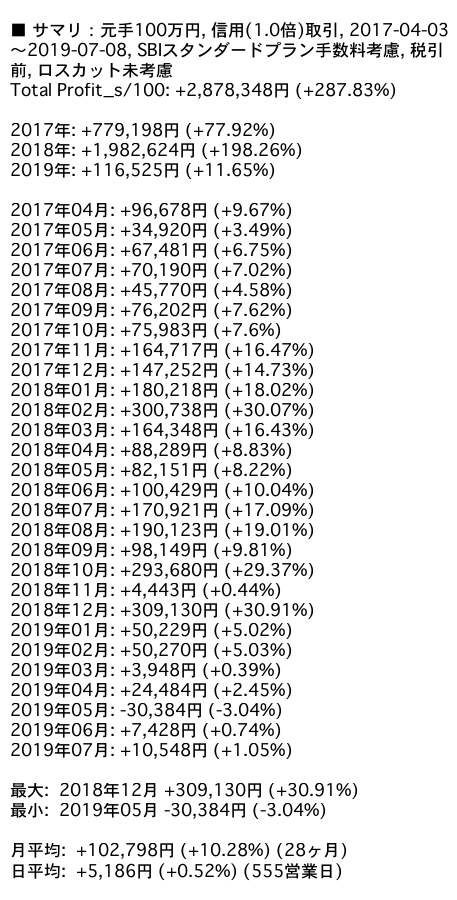 ■ サマリ：元手100万円, 信用(1.0倍)取引, 2017-04-03
〜2019-07-08, SBIスタンダードプラン手数料考慮, 税引
前, ロスカット未考慮
Total Profit_s/100: +2,878,348円 (+287.83%)
2017年: +779,198円 (+77.92%)
2018年: +1,982,624円 (+198.26%)
2019年: +116,525円 (+11.65%)
2017年04月: +96,678円 (+9.67%)
2017年05月: +34,920円 (+3.49%)
2017年06月: +67,481円 (+6.75%)
2017年07月: +70,190円 (+7.02%)
2017年08月: +45,770円 (+4.58%)
2017年09月: +76,202円 (+7.62%)
2017年10月: +75,983円 (+7.6%)
2017年11月: +164,717円 (+16.47%)
2017年12月: +147,252円 (+14.73%)
2018年01月: +180,218円 (+18.02%)
2018年02月: +300,738円 (+30.07%)
2018年03月: +164,348円 (+16.43%)
2018年04月: +88,289円 (+8.83%)
2018年05月: +82,151円 (+8.22%)
2018年06月: +100,429円 (+10.04%)
2018年07月: +170,921円 (+17.09%)
2018年08月: +190,123円 (+19.01%)
2018年09月: +98,149円 (+9.81%)
2018年10月: +293,680円 (+29.37%)
2018年11月: +4,443円 (+0.44%)
2018年12月: +309,130円 (+30.91%)
2019年01月: +50,229円 (+5.02%)
2019年02月: +50,270円 (+5.03%)
2019年03月: +3,948円 (+0.39%)
2019年04月: +24,484円 (+2.45%)
2019年05月: -30,384円 (-3.04%)
2019年06月: +7,428円 (+0.74%)
2019年07月: +10,548円 (+1.05%)
最大: 2018年12月 +309,130円 (+30.91%)
最小: 2019年05月 -30,384円 (-3.04%)
月平均: +102,798円 (+10.28%) (28ヶ月)
日平均: +5,186円 (+0.52%) (555営業日)